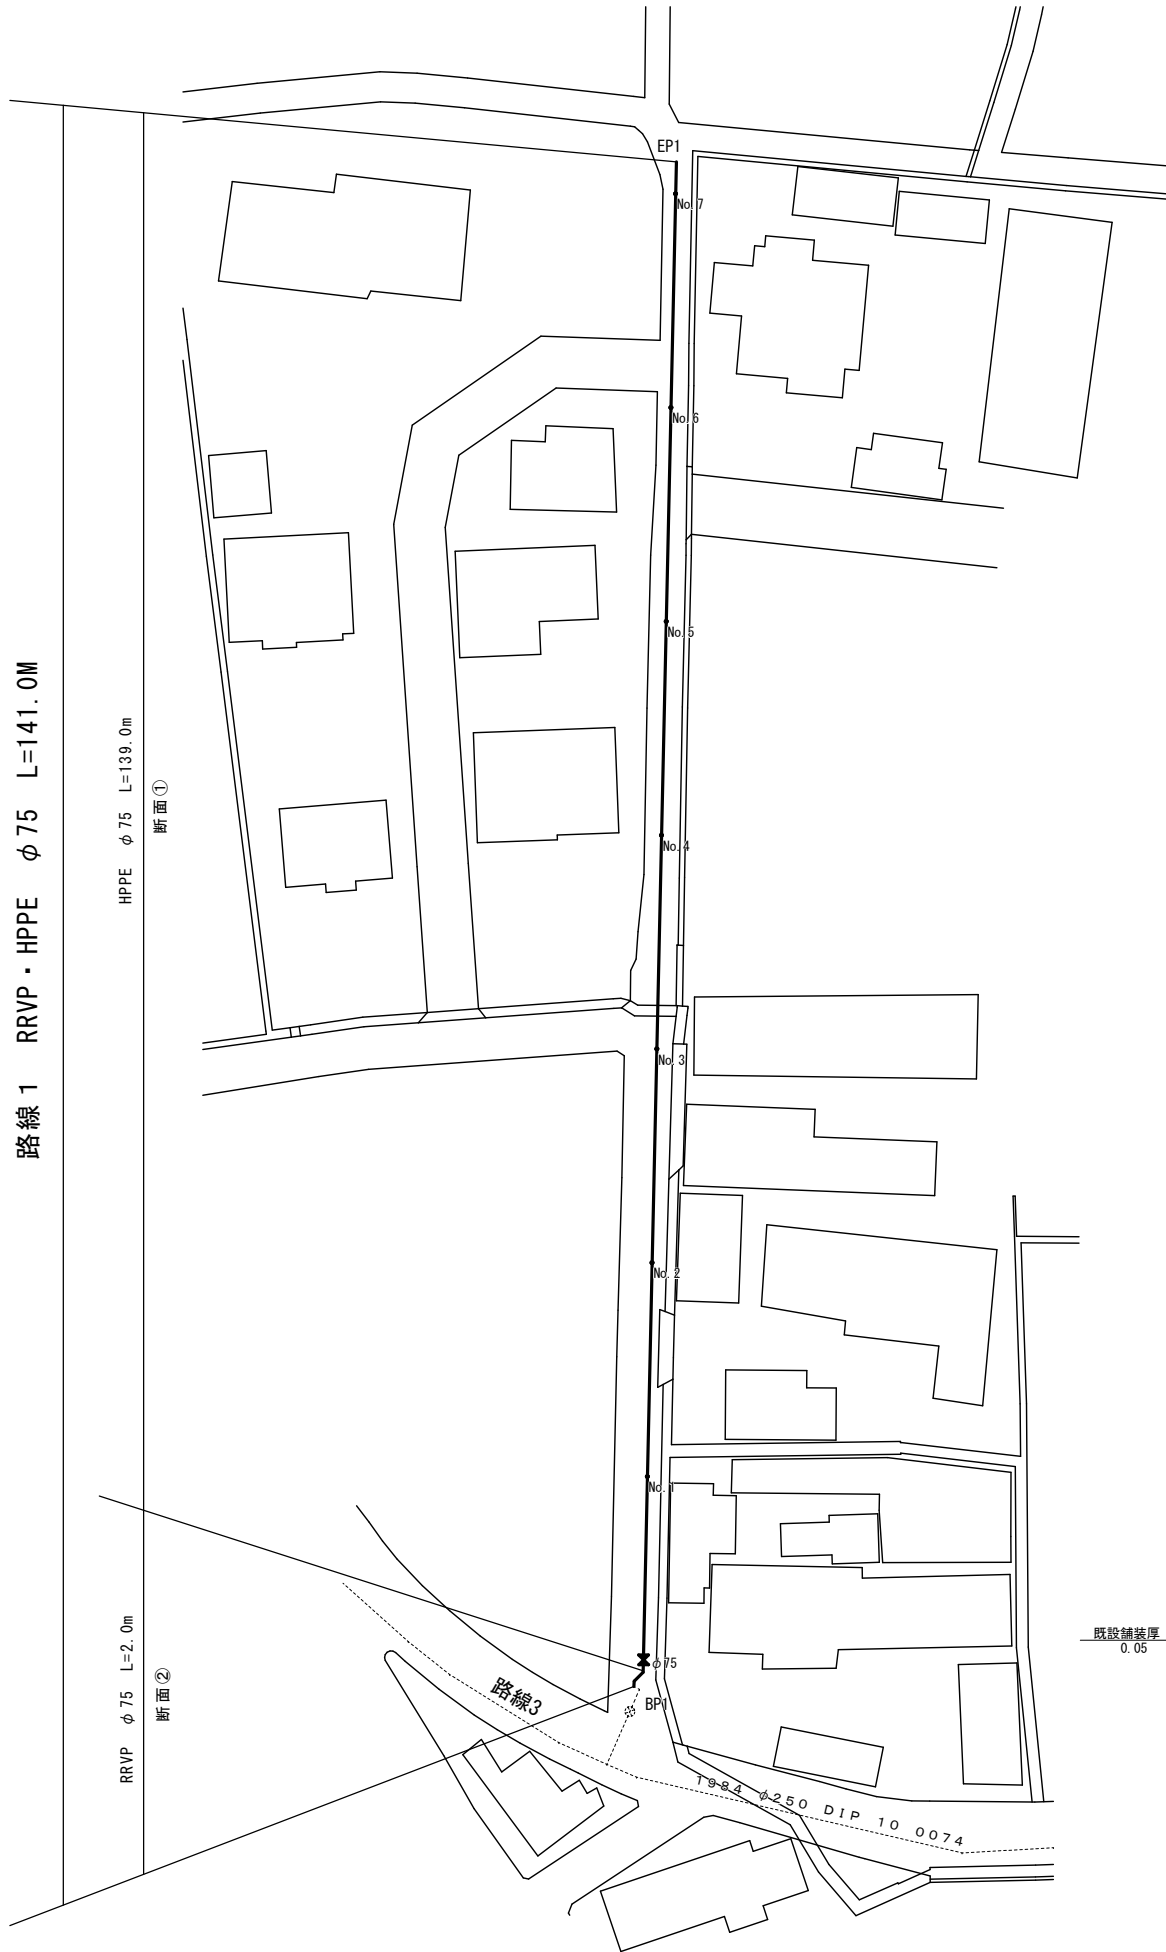 路線１　RRVP・HPPE　φ75　L=141.0M
HPPE　φ75　L=139.0m
断面①
RRVP　φ75　L=2.0m
断面②
EP1
No.7
No.6
No.5
No.4
No.3
No.2
No.1
φ75
BP1
路線3
1984 φ250 DIP 10 0074
既設舗装厚
0.05